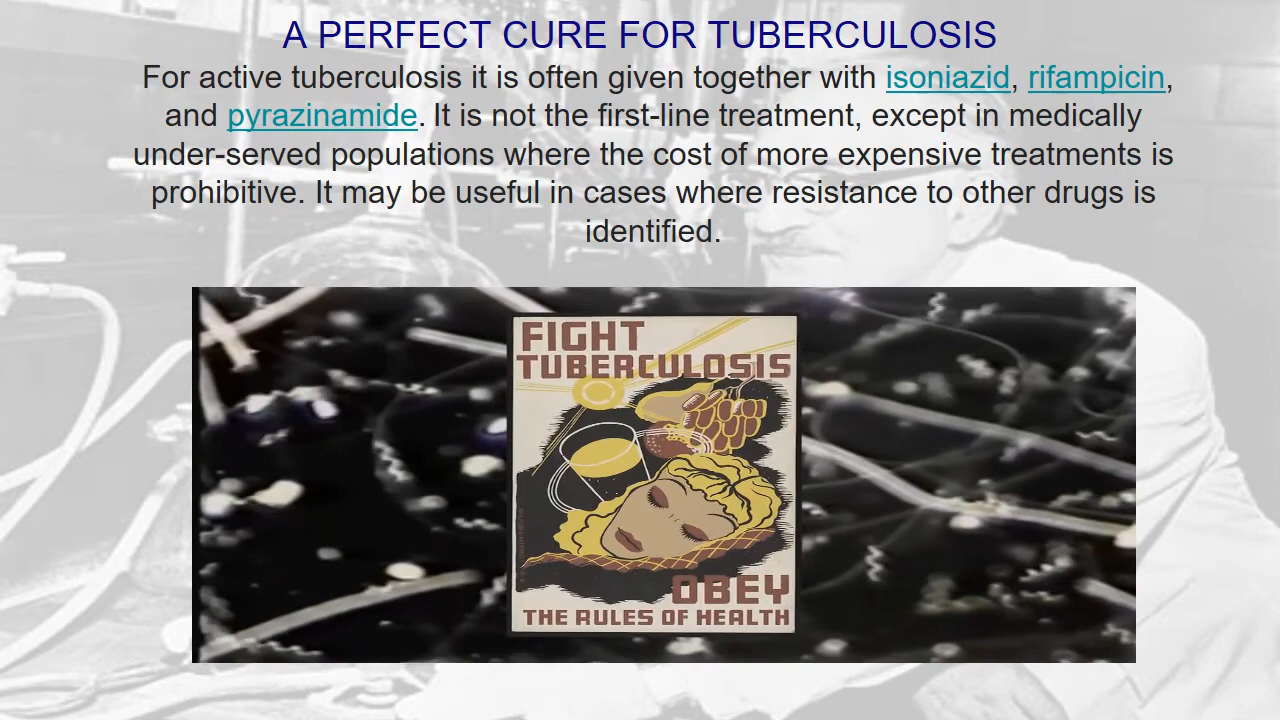 A PERFECT CURE FOR TUBERCULOSIS
For active tuberculosis it is often given together with isoniazid, rifampicin,
and pyrazinamide. It is not the first-line treatment, except in medically
under-served populations where the cost of more expensive treatments is
prohibitive. It may be useful in cases where resistance to other drugs is
identified.
FIGHT
TUBERCULOSIS
OBEY
THE RULES OF HEALTH